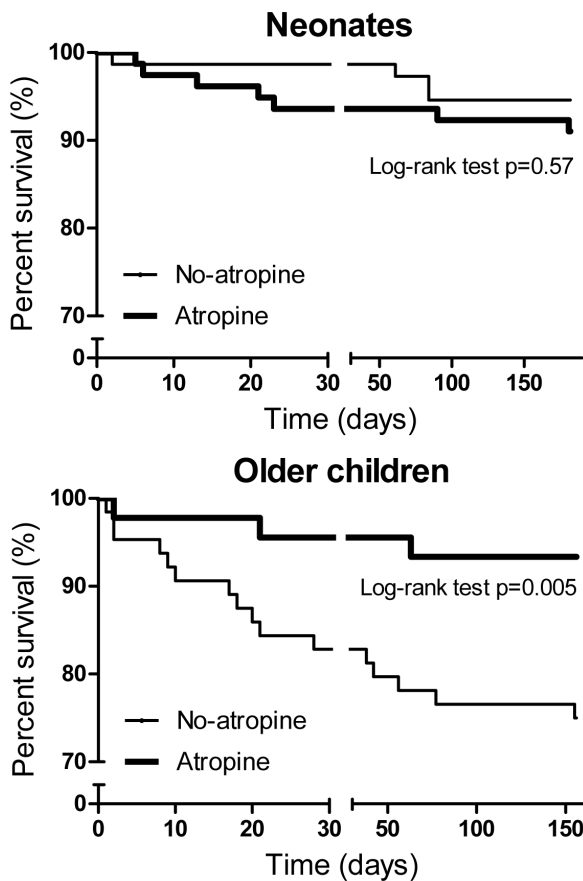 Neonates
Percent survival (%)
100
90
80
70
0
Log-rank test p=0.57
No-atropine
Atropine
0 10 20 30 50 100 150
Time (days)
Older children
Percent survival (%)
100
90
80
70
0
Log-rank test p=0.005
No-atropine
Atropine
0 10 20 30 50 100 150
Time (days)